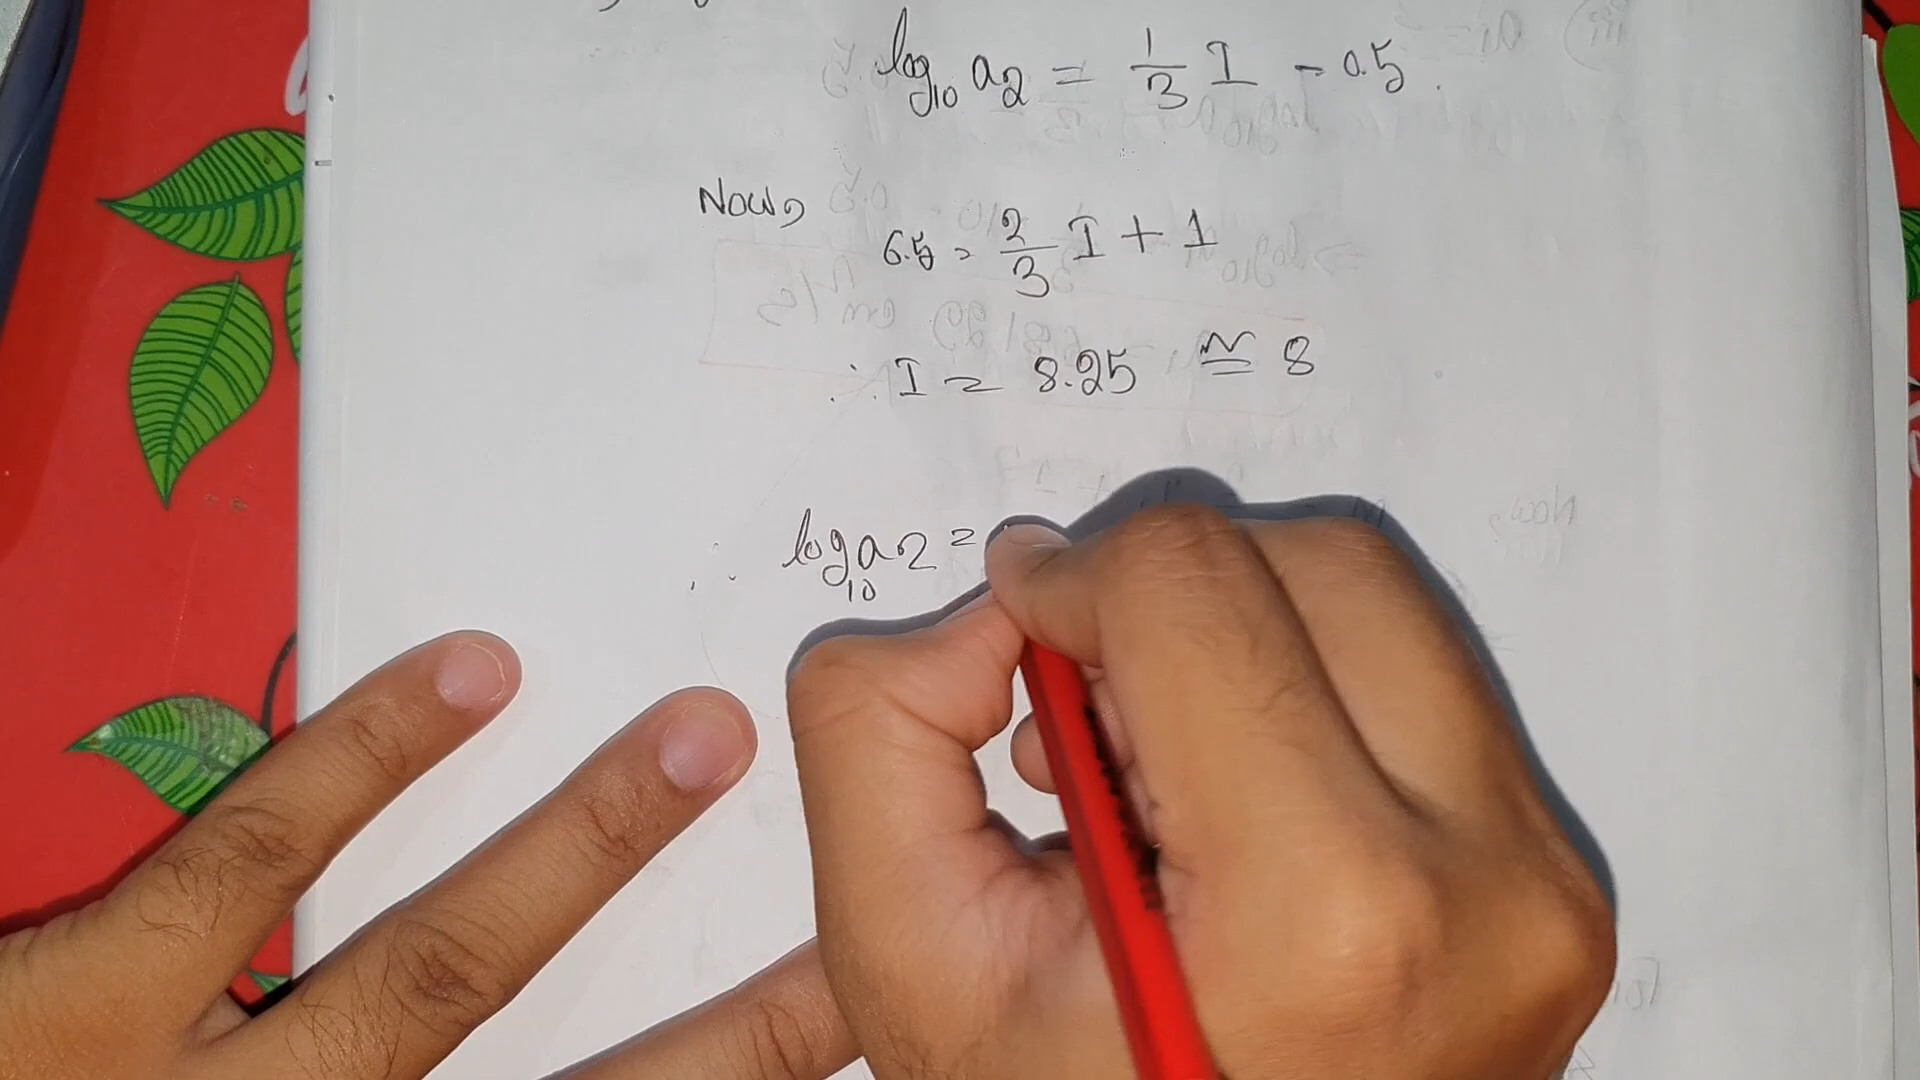 log₁₀ a₂ = 1/3 I - 0.5
Now,
6.5 = 2/3 I + 1
∴ I = 8.25 ≅ 8
∴ log₁₀ a₂ =